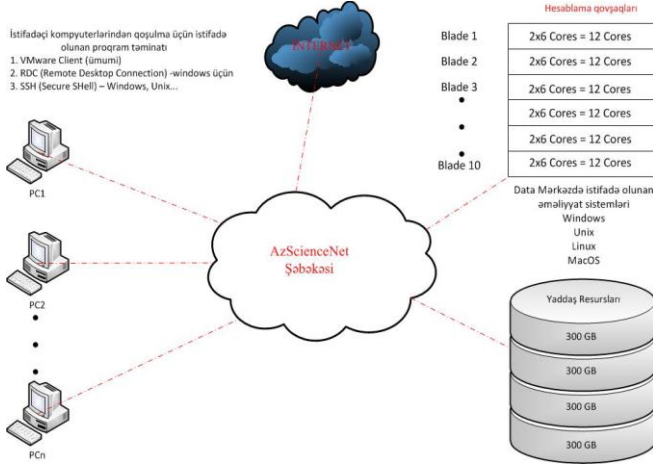 İstifadəçi kompyuterlərindən qoşulma üçün istifadə
olunan proqram təminatı
1. VMware Client (ümumi)
2. RDC (Remote Desktop Connection) -windows üçün
3. SSH (Secure SHell) – Windows, Unix...
INTERNET
Hesablama qovşaqları
Blade 1
2x6 Cores = 12 Cores
Blade 2
2x6 Cores = 12 Cores
Blade 3
2x6 Cores = 12 Cores
2x6 Cores = 12 Cores
2x6 Cores = 12 Cores
Blade 10
2x6 Cores = 12 Cores
PC1
Data Mərkəzdə istifadə olunan
əməliyyat sistemləri
Windows
Unix
Linux
MacOS
AzScienceNet
Şəbəkəsi
PC2
Yaddaş Resursları
300 GB
300 GB
300 GB
300 GB
PCn